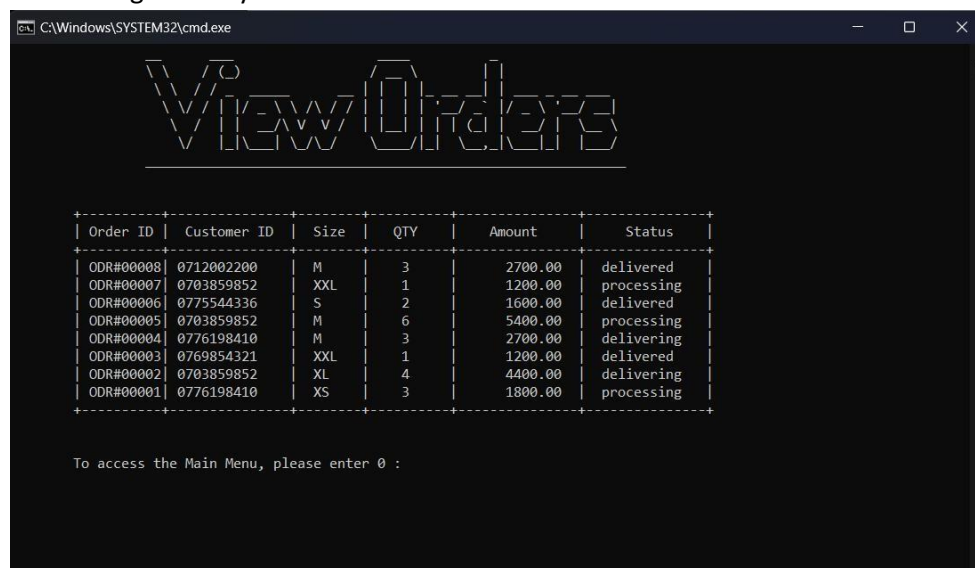 C:\Windows\SYSTEM32\cmd.exe
View Orders
| Order ID | Customer ID | Size | QTY | Amount | Status |
| ODR#00008| 0712002200 | M | 3 | 2700.00 | delivered |
| ODR#00007| 0703859852 | XXL | 1 | 1200.00 | processing |
| ODR#00006| 0775544336 | S | 2 | 1600.00 | delivered |
| ODR#00005| 0703859852 | M | 6 | 5400.00 | processing |
| ODR#00004| 0776198410 | M | 3 | 2700.00 | delivering |
| ODR#00003| 0769854321 | XXL | 1 | 1200.00 | delivered |
| ODR#00002| 0703859852 | XL | 4 | 4400.00 | delivering |
| ODR#00001| 0776198410 | XS | 3 | 1800.00 | processing |
To access the Main Menu, please enter 0 :